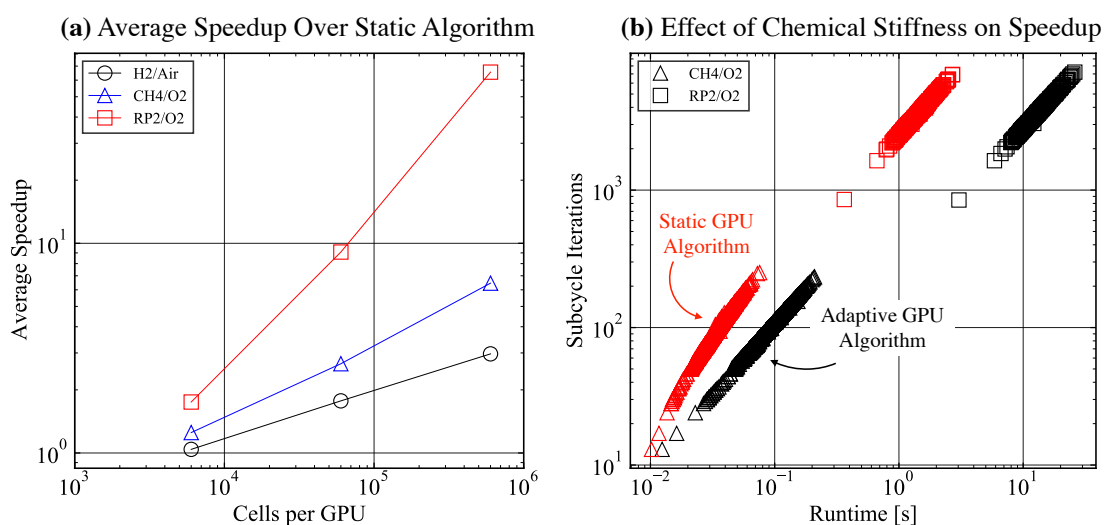 (a) Average Speedup Over Static Algorithm
H2/Air
CH4/O2
RP2/O2
Average Speedup
10^1
10^0
10^3
10^4
10^5
10^6
Cells per GPU
(b) Effect of Chemical Stiffness on Speedup
CH4/O2
RP2/O2
Subcycle Iterations
10^3
10^2
10^1
Static GPU
Algorithm
Adaptive GPU
Algorithm
10^−2
10^−1
10^0
10^1
Runtime [s]